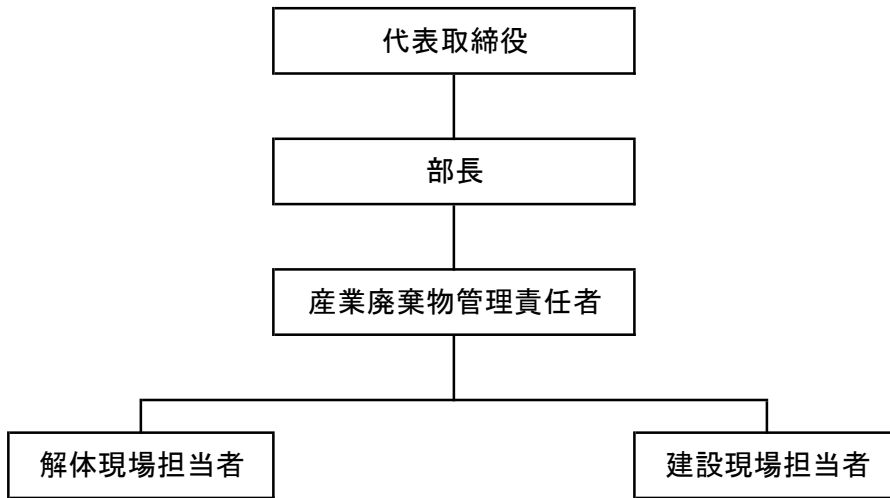 代表取締役
部長
産業廃棄物管理責任者
解体現場担当者
建設現場担当者